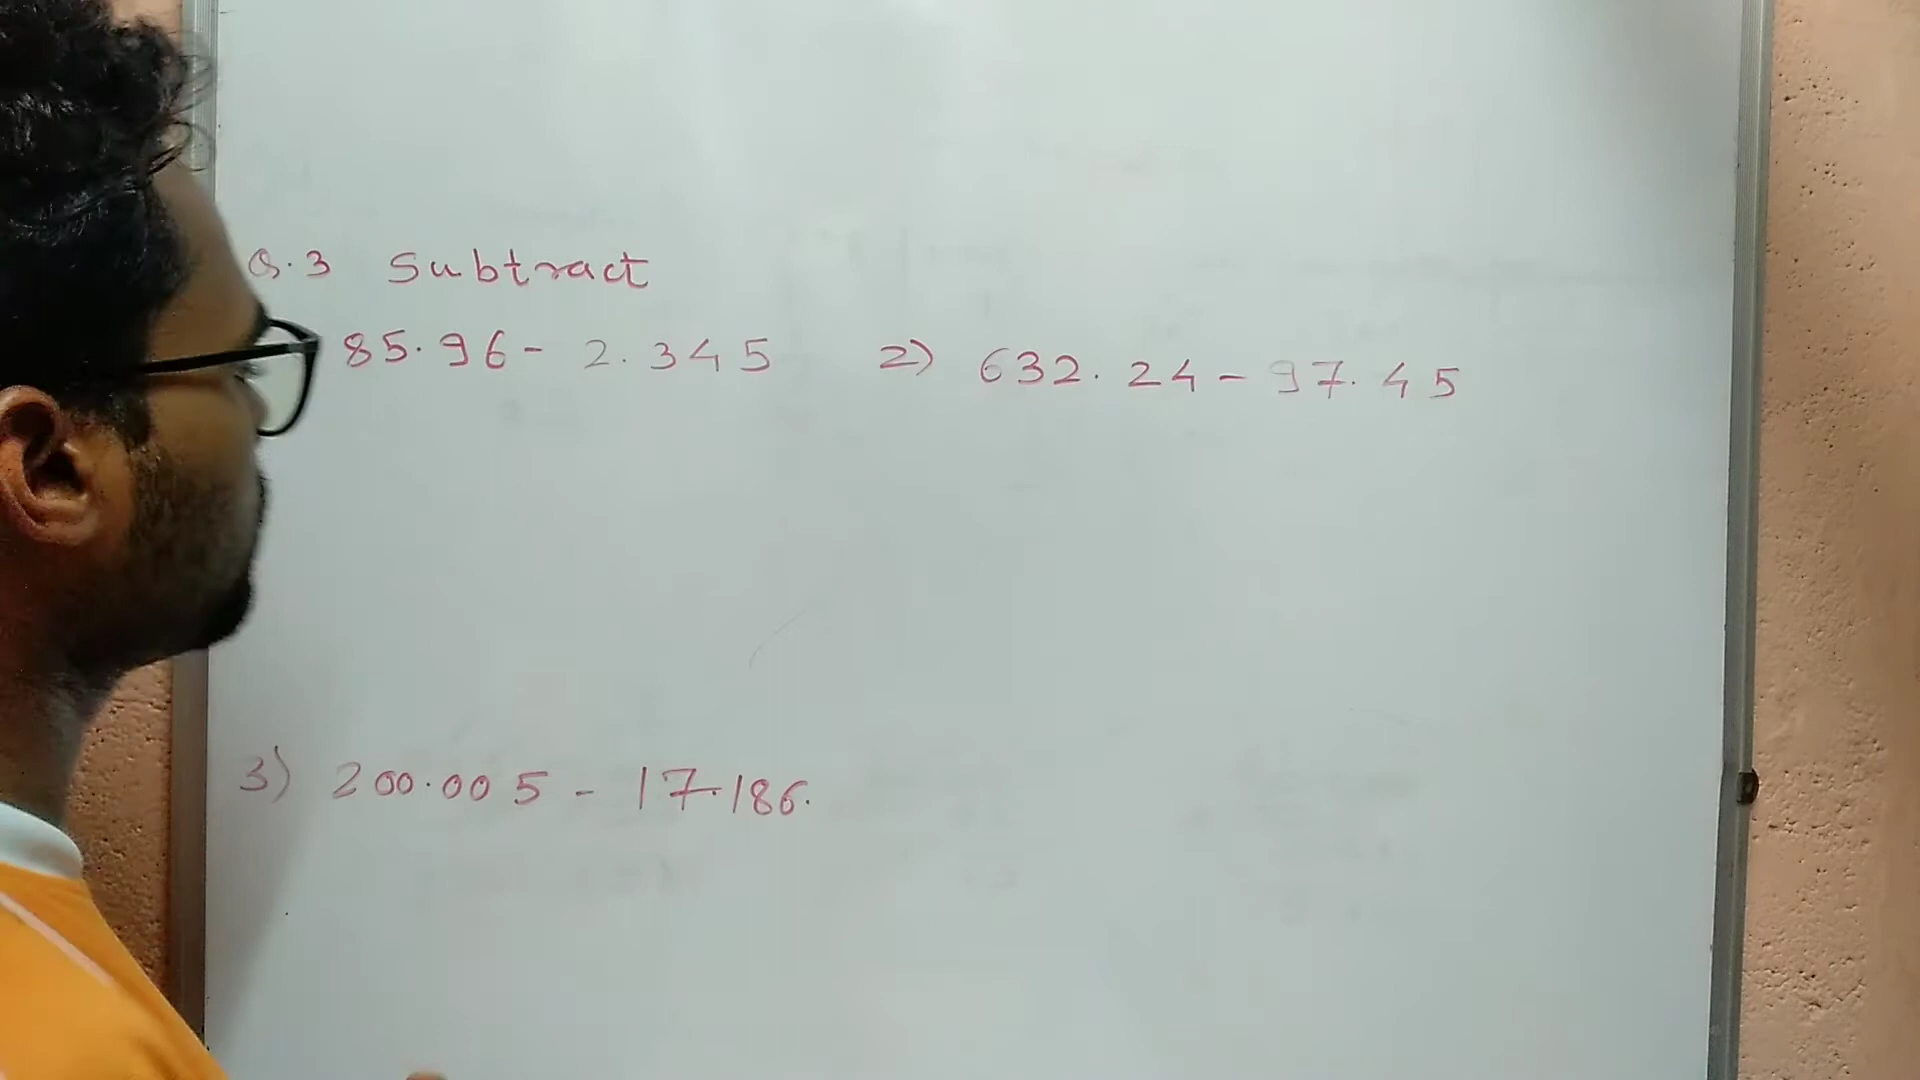 Q.3 Subtract
85.96- 2.345 2) 632.24-97.45
3) 200.005 - 17.186.